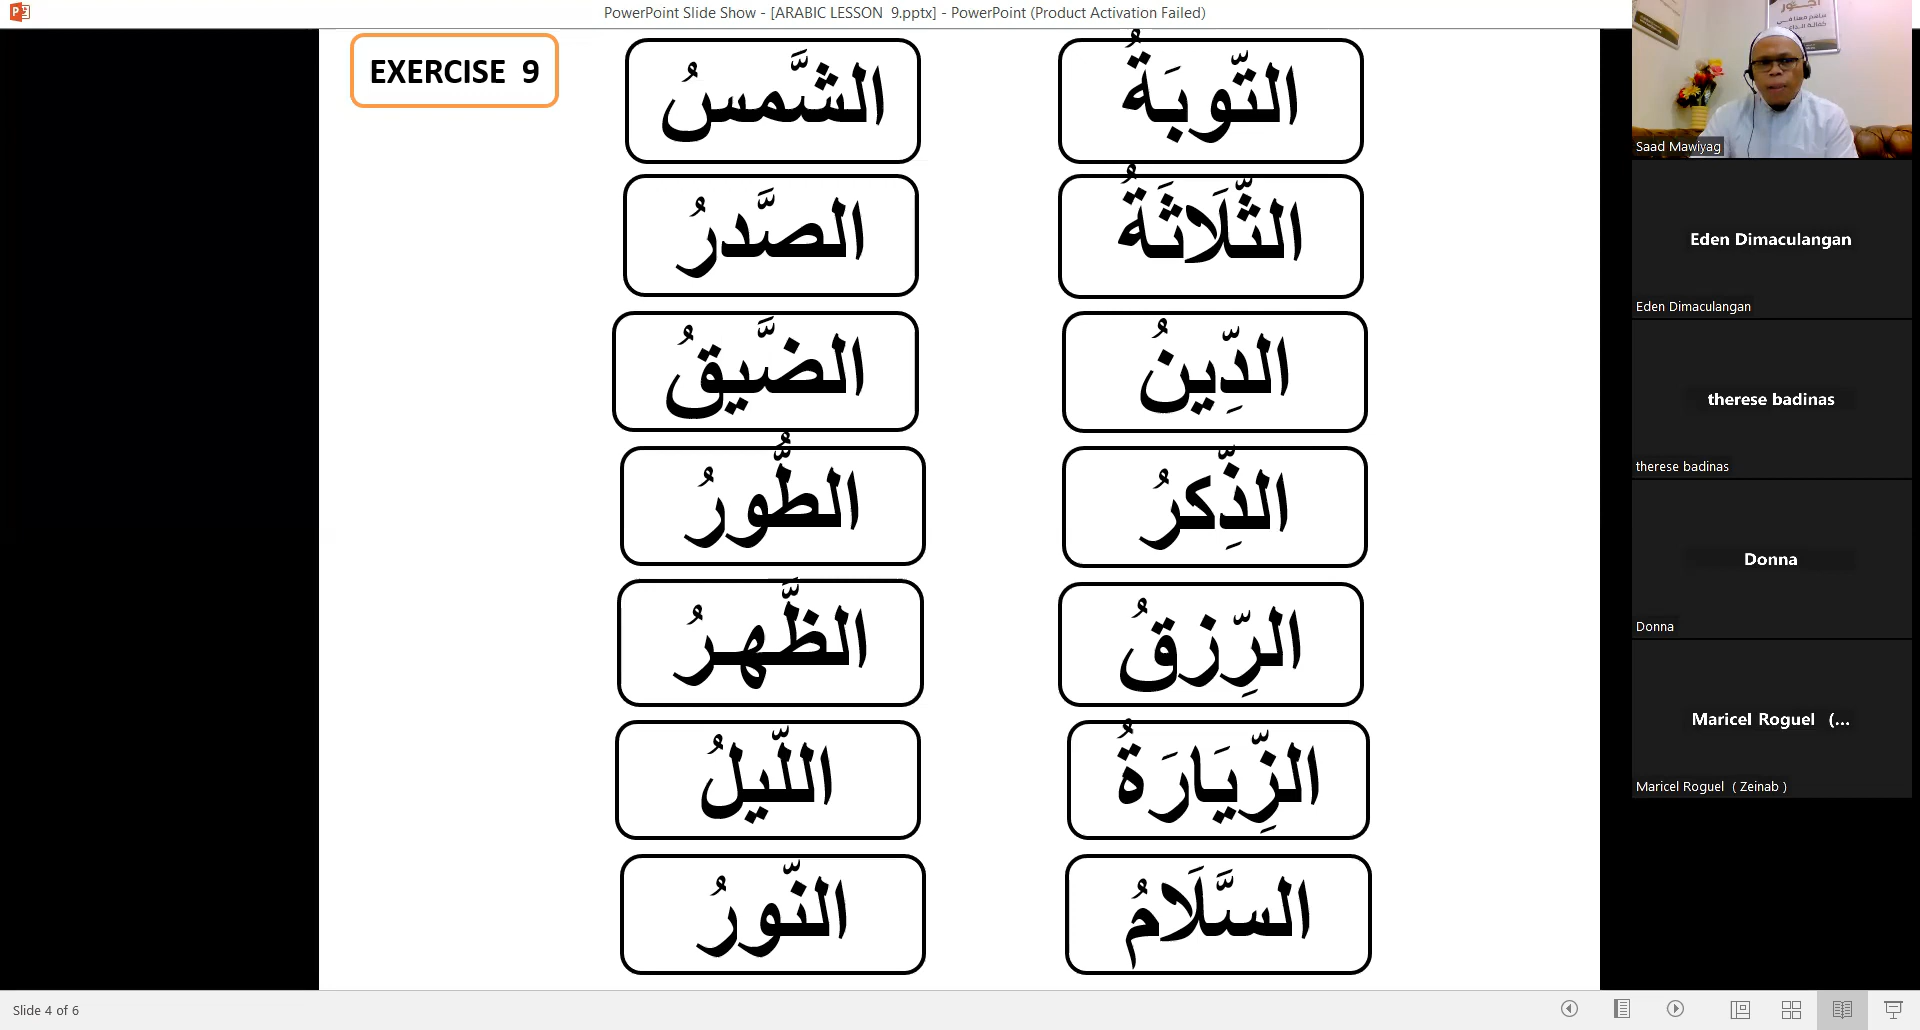 PowerPoint Slide Show - [ARABIC LESSON  9.pptx] - PowerPoint (Product Activation Failed)
EXERCISE 9
التّوبَةُ
الشَّمسُ
الثّلَاثَةُ
الصَّدرُ
الدِّينُ
الضَّيقُ
الذِّكرُ
الطُّورُ
الرِّزقُ
الظَّهرُ
الزِّيَارَةُ
اللّيلُ
السَّلَامُ
النّورُ
Saad Mawiyag
Eden Dimaculangan
Eden Dimaculangan
therese badinas
therese badinas
Donna
Donna
Maricel Roguel (...
Maricel Roguel ( Zeinab )
Slide 4 of 6